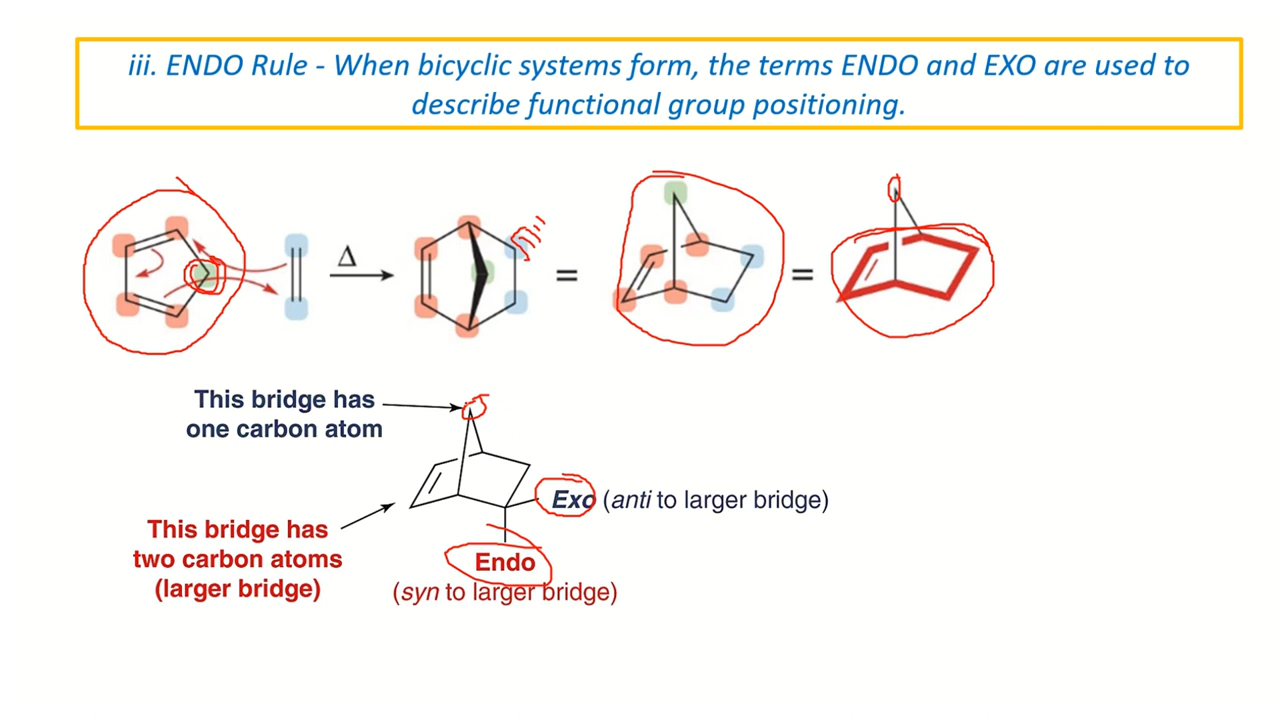 iii. ENDO Rule - When bicyclic systems form, the terms ENDO and EXO are used to
describe functional group positioning.
Δ
=
=
This bridge has
one carbon atom
Exo (anti to larger bridge)
This bridge has
two carbon atoms
(larger bridge)
Endo
(syn to larger bridge)